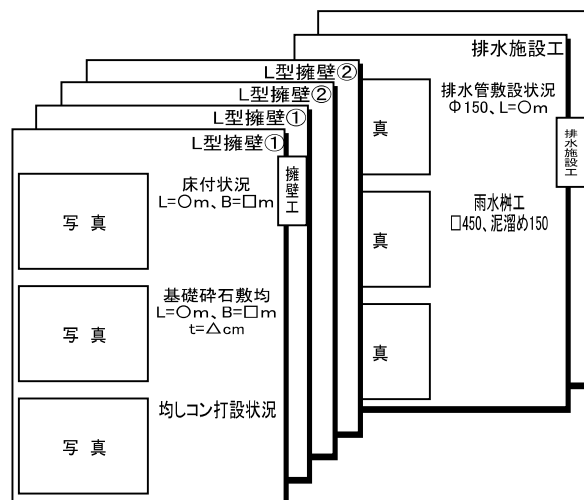 排水施設工
L型擁壁②
L型擁壁②
L型擁壁①
L型擁壁①
擁壁工
写 真
床付状況
L=〇m、B=□m
写 真
基礎砕石敷均
L=〇m、B=□m
t=△cm
写 真
均しコン打設状況
真
排水管敷設状況
Φ150、L=〇m
排水施設工
真
雨水桝工
□450、泥溜め150
真